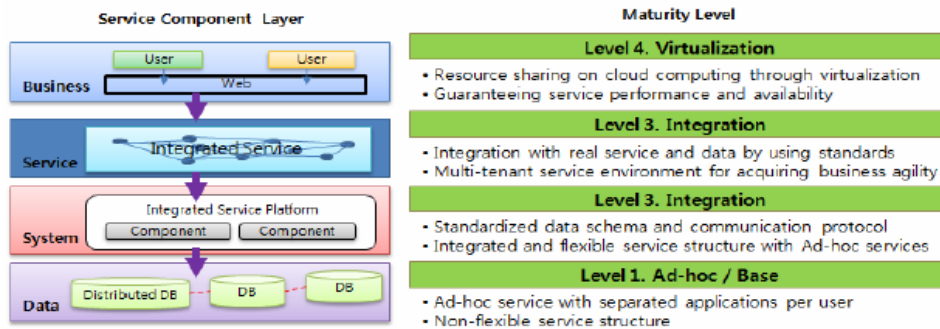 Service Component Layer
User
User
Web
Business
Integrated Service
Service
Integrated Service Platform
Component
Component
System
Distributed DB
DB
DB
Data
Maturity Level
Level 4. Virtualization
• Resource sharing on cloud computing through virtualization
• Guaranteeing service performance and availability
Level 3. Integration
• Integration with real service and data by using standards
• Multi-tenant service environment for acquiring business agility
Level 3. Integration
• Standardized data schema and communication protocol
• Integrated and flexible service structure with Ad-hoc services
Level 1. Ad-hoc / Base
• Ad-hoc service with separated applications per user
• Non-flexible service structure